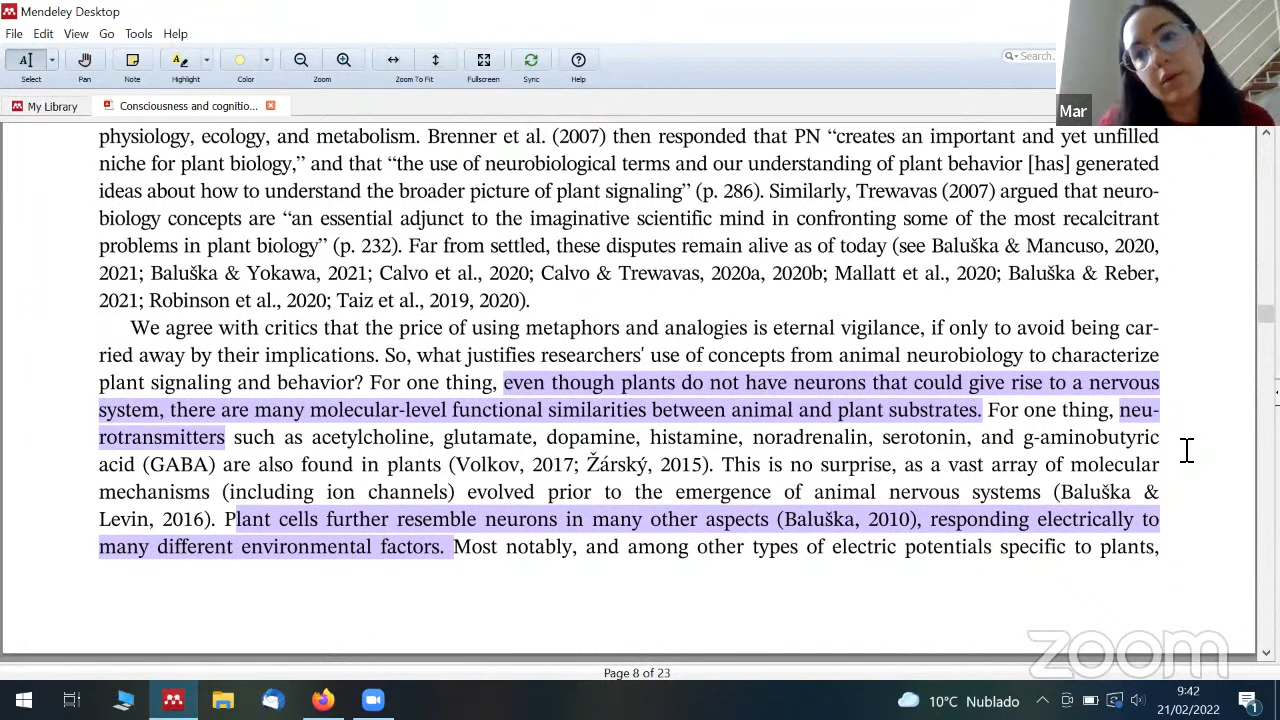 Mendeley Desktop
File Edit View Go Tools Help
Search...
Select Pan Note Highlight Color Zoom Zoom To Fit Fullscreen Sync Help
My Library Consciousness and cognitio...
Mar
physiology, ecology, and metabolism. Brenner et al. (2007) then responded that PN “creates an important and yet unfilled
niche for plant biology,” and that “the use of neurobiological terms and our understanding of plant behavior [has] generated
ideas about how to understand the broader picture of plant signaling” (p. 286). Similarly, Trewavas (2007) argued that neuro-
biology concepts are “an essential adjunct to the imaginative scientific mind in confronting some of the most recalcitrant
problems in plant biology” (p. 232). Far from settled, these disputes remain alive as of today (see Baluška & Mancuso, 2020,
2021; Baluška & Yokawa, 2021; Calvo et al., 2020; Calvo & Trewavas, 2020a, 2020b; Mallatt et al., 2020; Baluška & Reber,
2021; Robinson et al., 2020; Taiz et al., 2019, 2020).
We agree with critics that the price of using metaphors and analogies is eternal vigilance, if only to avoid being car-
ried away by their implications. So, what justifies researchers' use of concepts from animal neurobiology to characterize
plant signaling and behavior? For one thing, even though plants do not have neurons that could give rise to a nervous
system, there are many molecular-level functional similarities between animal and plant substrates. For one thing, neu-
rotransmitters such as acetylcholine, glutamate, dopamine, histamine, noradrenalin, serotonin, and g-aminobutyric
acid (GABA) are also found in plants (Volkov, 2017; Žárský, 2015). This is no surprise, as a vast array of molecular
mechanisms (including ion channels) evolved prior to the emergence of animal nervous systems (Baluška &
Levin, 2016). Plant cells further resemble neurons in many other aspects (Baluška, 2010), responding electrically to
many different environmental factors. Most notably, and among other types of electric potentials specific to plants,
zoom
Page 8 of 23
10°C Nublado
9:42
21/02/2022
1